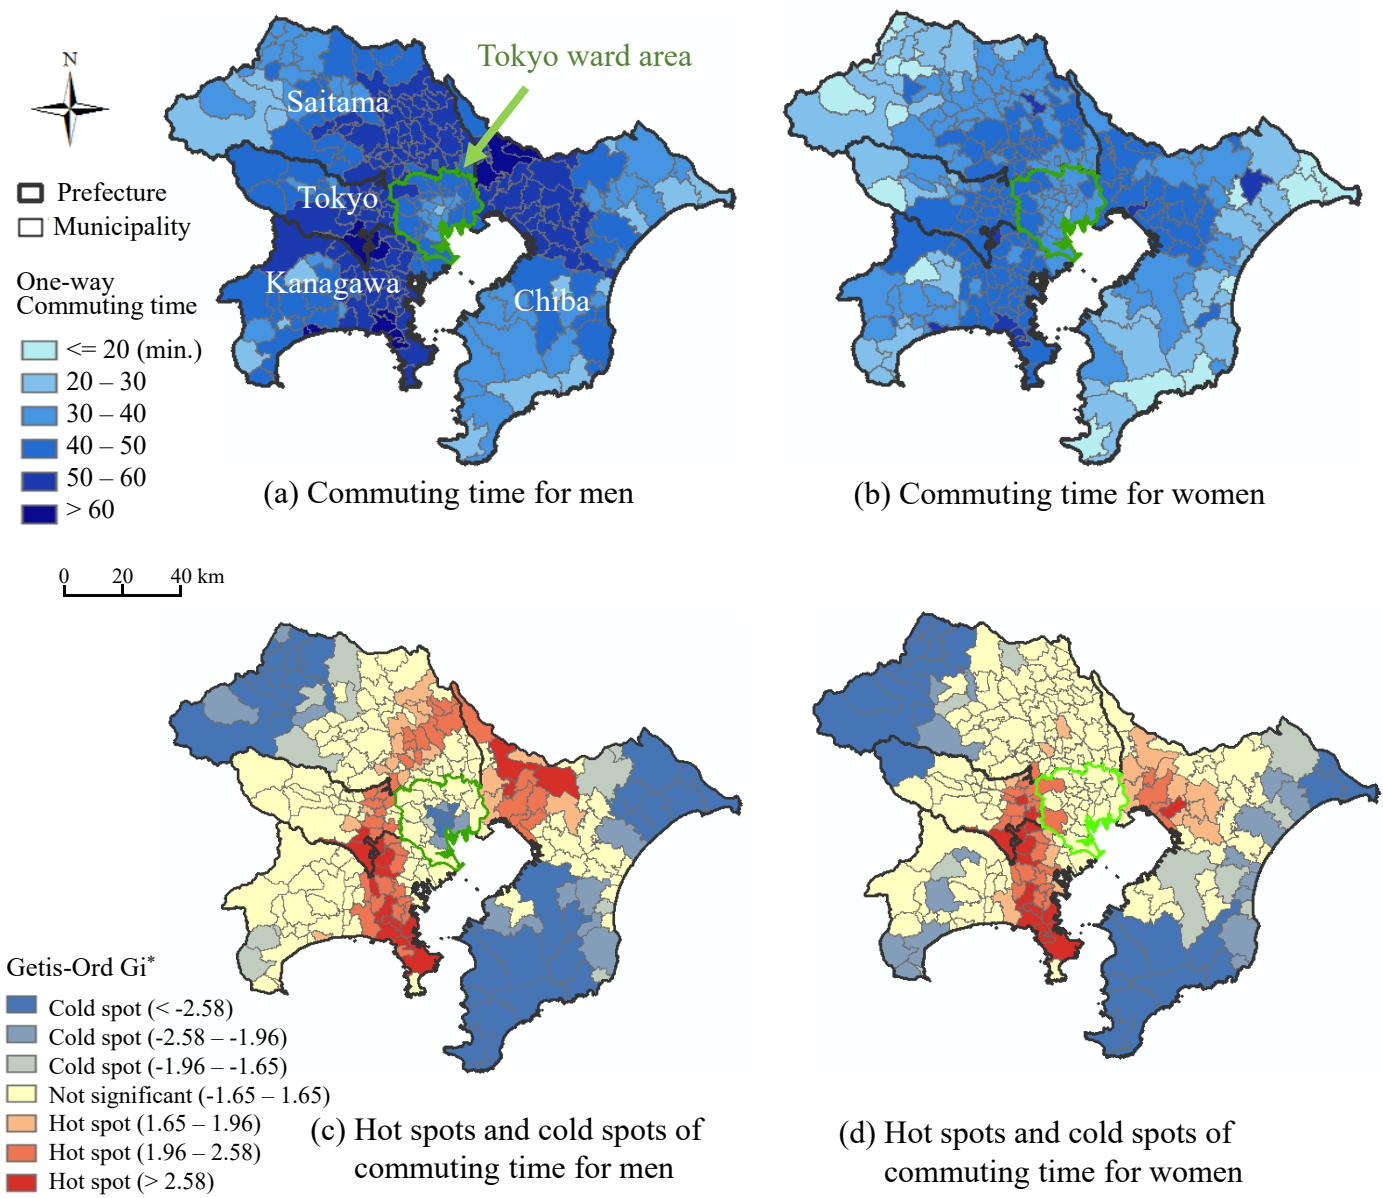 N
Tokyo ward area
Saitama
Tokyo
Kanagawa
Chiba
Prefecture
Municipality
One-way
Commuting time
<= 20 (min.)
20 – 30
30 – 40
40 – 50
50 – 60
> 60
(a) Commuting time for men
(b) Commuting time for women
0 20 40 km
Getis-Ord Gi*
Cold spot (< -2.58)
Cold spot (-2.58 – -1.96)
Cold spot (-1.96 – -1.65)
Not significant (-1.65 – 1.65)
Hot spot (1.65 – 1.96)
Hot spot (1.96 – 2.58)
Hot spot (> 2.58)
(c) Hot spots and cold spots of
commuting time for men
(d) Hot spots and cold spots of
commuting time for women